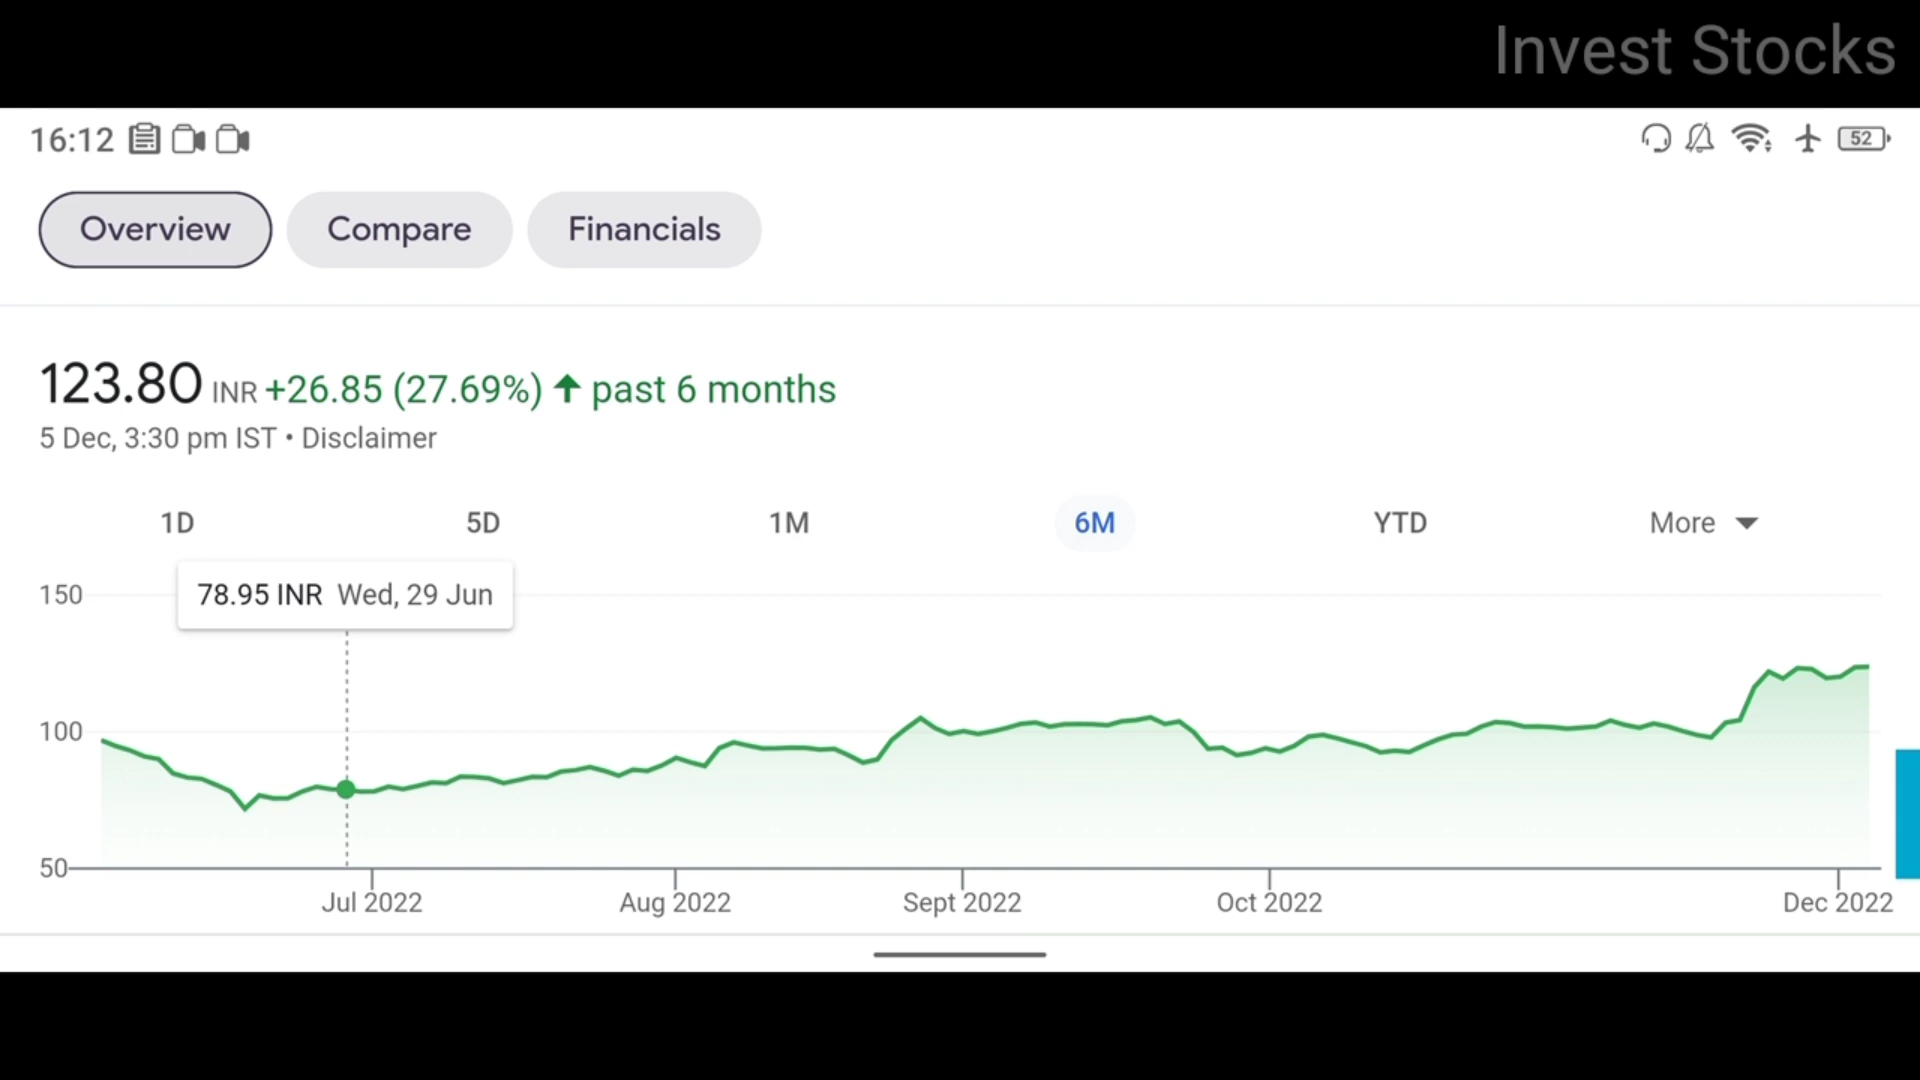 Invest Stocks
16:12
52
Overview Compare Financials
123.80 INR +26.85 (27.69%) ↑ past 6 months
5 Dec, 3:30 pm IST • Disclaimer
1D 5D 1M 6M YTD More
78.95 INR Wed, 29 Jun
150
100
50
Jul 2022 Aug 2022 Sept 2022 Oct 2022 Dec 2022